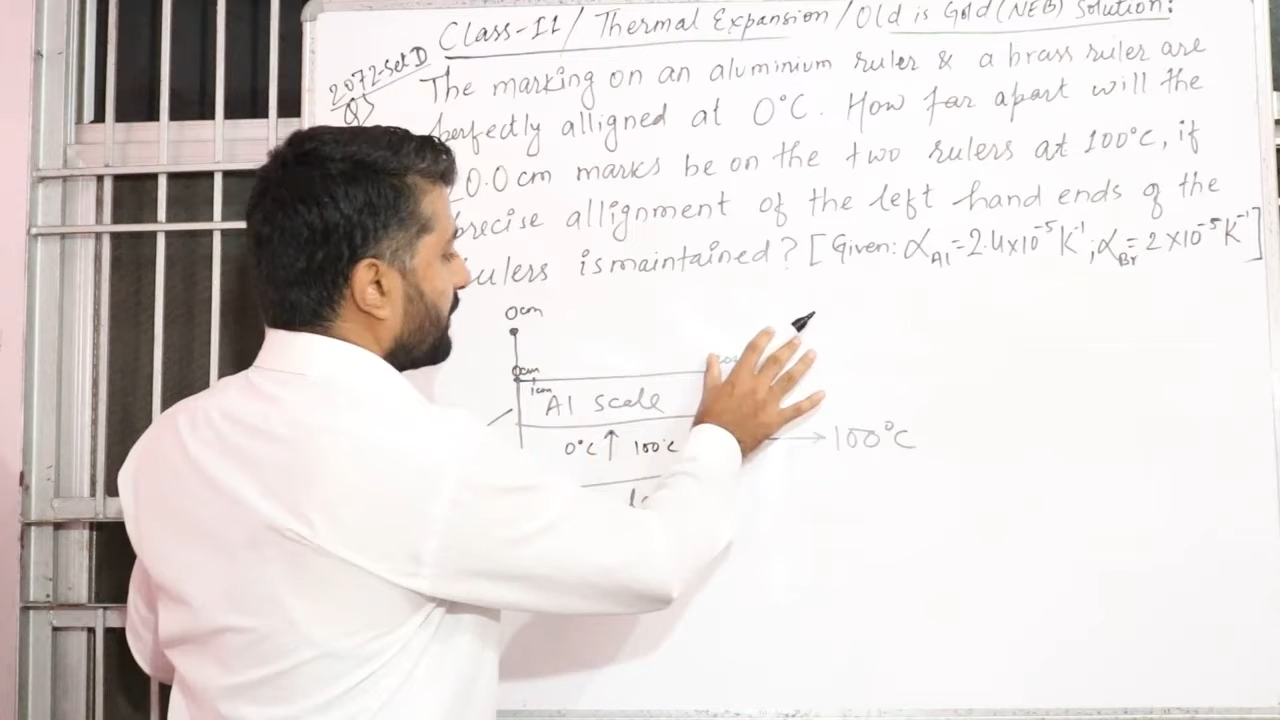 Class-11/ Thermal Expansion /Old is Gold (NEB) Solution:
2072-Set D
Q)
The marking on an aluminium ruler & a brass ruler are
perfectly alligned at 0°C. How far apart will the
0.0 cm marks be on the two rulers at 100°C, if
precise allignment of the left hand ends of the
rulers is maintained? [Given: α_Al = 2.4×10⁻⁵ K⁻¹; α_Br = 2×10⁻⁵ K⁻¹]
0cm
0cm
1cm
Al scale
0°C ↑ 100°C
→ 100°C